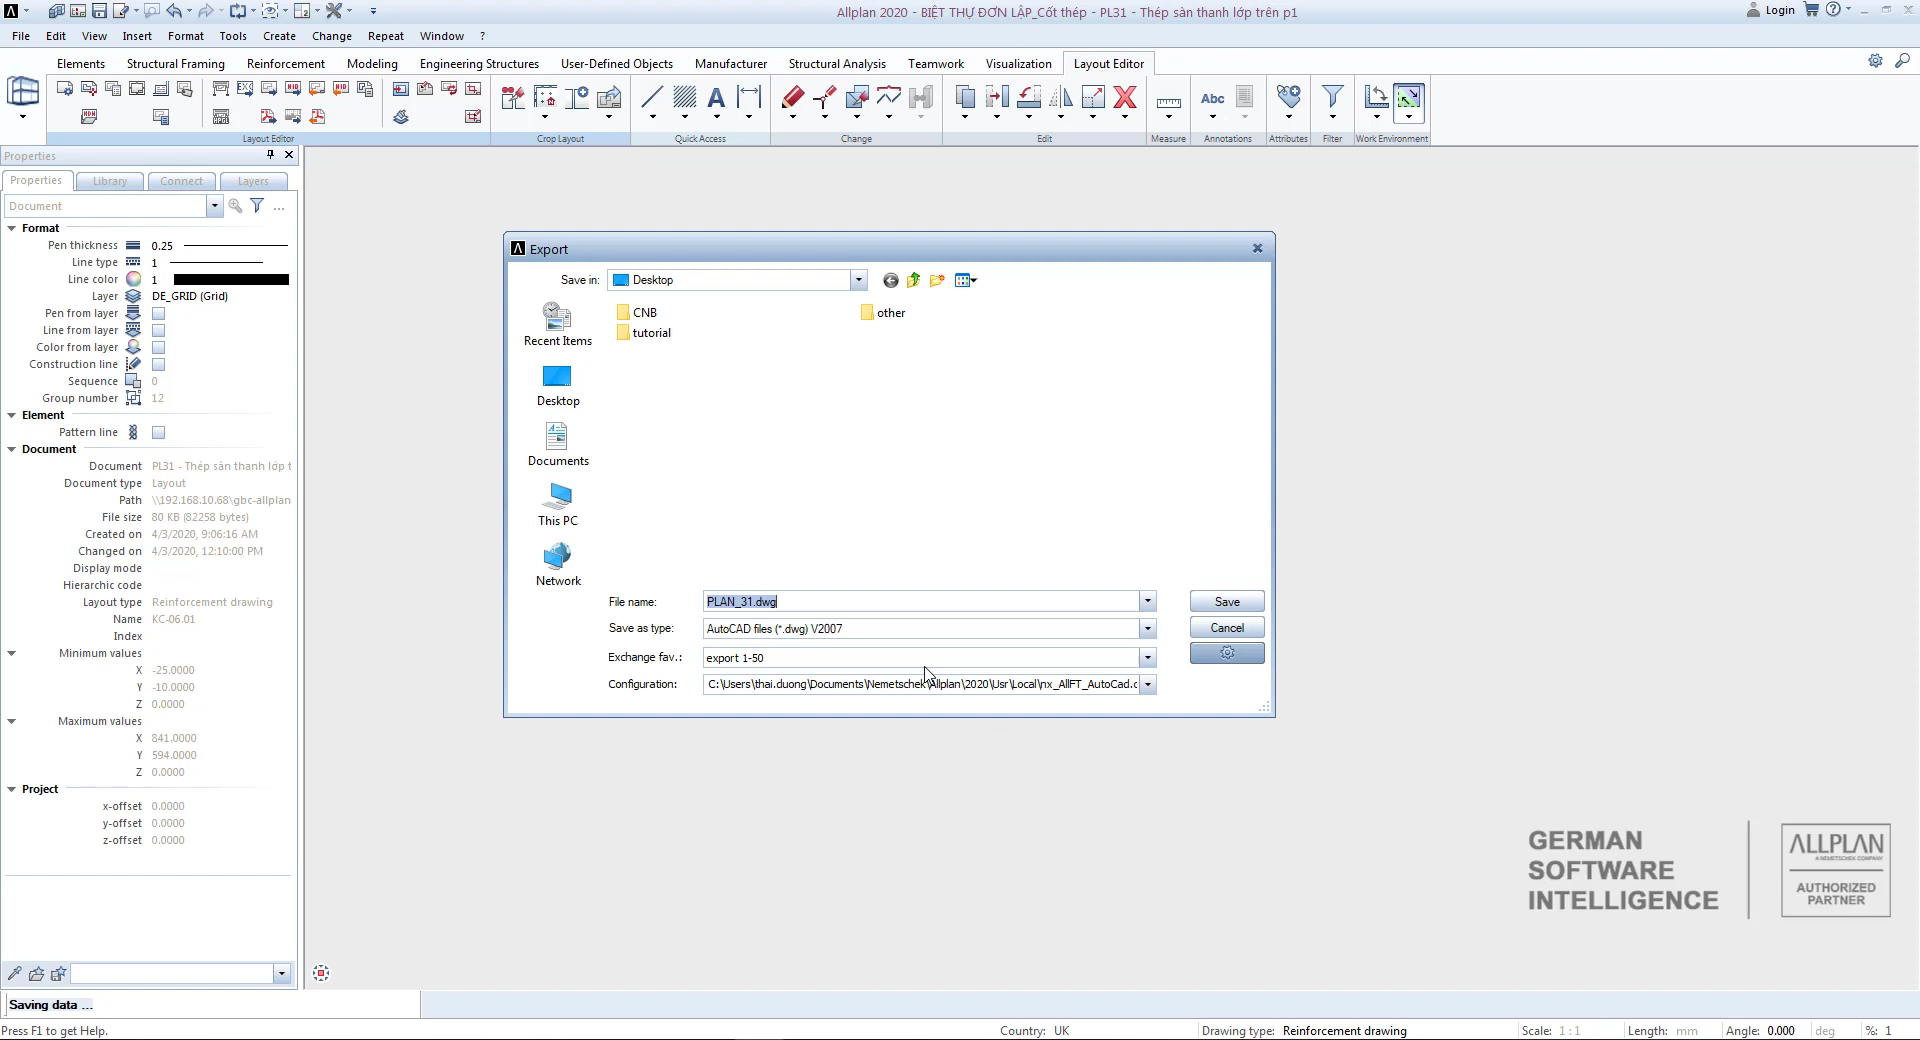 Allplan 2020 - BIỆT THỰ ĐƠN LẬP_Cốt thép - PL31 - Thép sàn thanh lớp trên p1
Login
File Edit View Insert Format Tools Create Change Repeat Window ?
Elements Structural Framing Reinforcement Modeling Engineering Structures User-Defined Objects Manufacturer Structural Analysis Teamwork Visualization Layout Editor
Abc
Layout Editor Crop Layout Quick Access Change Edit Measure Annotations Attributes Filter Work Environment
Properties
Properties Library Connect Layers
Document
Format
Pen thickness 0.25
Line type 1
Line color 1
Layer DE_GRID (Grid)
Pen from layer
Line from layer
Color from layer
Construction line
Sequence 0
Group number 12
Element
Pattern line
Document
Document PL31 - Thép sàn thanh lớp t
Document type Layout
Path \\192.168.10.68\gbc-allplan
File size 80 KB (82258 bytes)
Created on 4/3/2020, 9:06:16 AM
Changed on 4/3/2020, 12:10:00 PM
Display mode
Hierarchic code
Layout type Reinforcement drawing
Name KC-06.01
Index
Minimum values
X -25.0000
Y -10.0000
Z 0.0000
Maximum values
X 841.0000
Y 594.0000
Z 0.0000
Project
x-offset 0.0000
y-offset 0.0000
z-offset 0.0000
Export
Save in: Desktop
Recent Items
Desktop
Documents
This PC
Network
CNB other
tutorial
File name: PLAN_31.dwg Save
Save as type: AutoCAD files (*.dwg) V2007 Cancel
Exchange fav.: export 1-50
Configuration: C:\Users\thai.duong\Documents\Nemetschek\Allplan\2020\Usr\Local\nx_AllFT_AutoCad.c
GERMAN
SOFTWARE
INTELLIGENCE
ALLPLAN
A NEMETSCHEK COMPANY
AUTHORIZED
PARTNER
Saving data ...
Press F1 to get Help. Country: UK Drawing type: Reinforcement drawing Scale: 1 : 1 Length: mm Angle: 0.000 deg %: 1